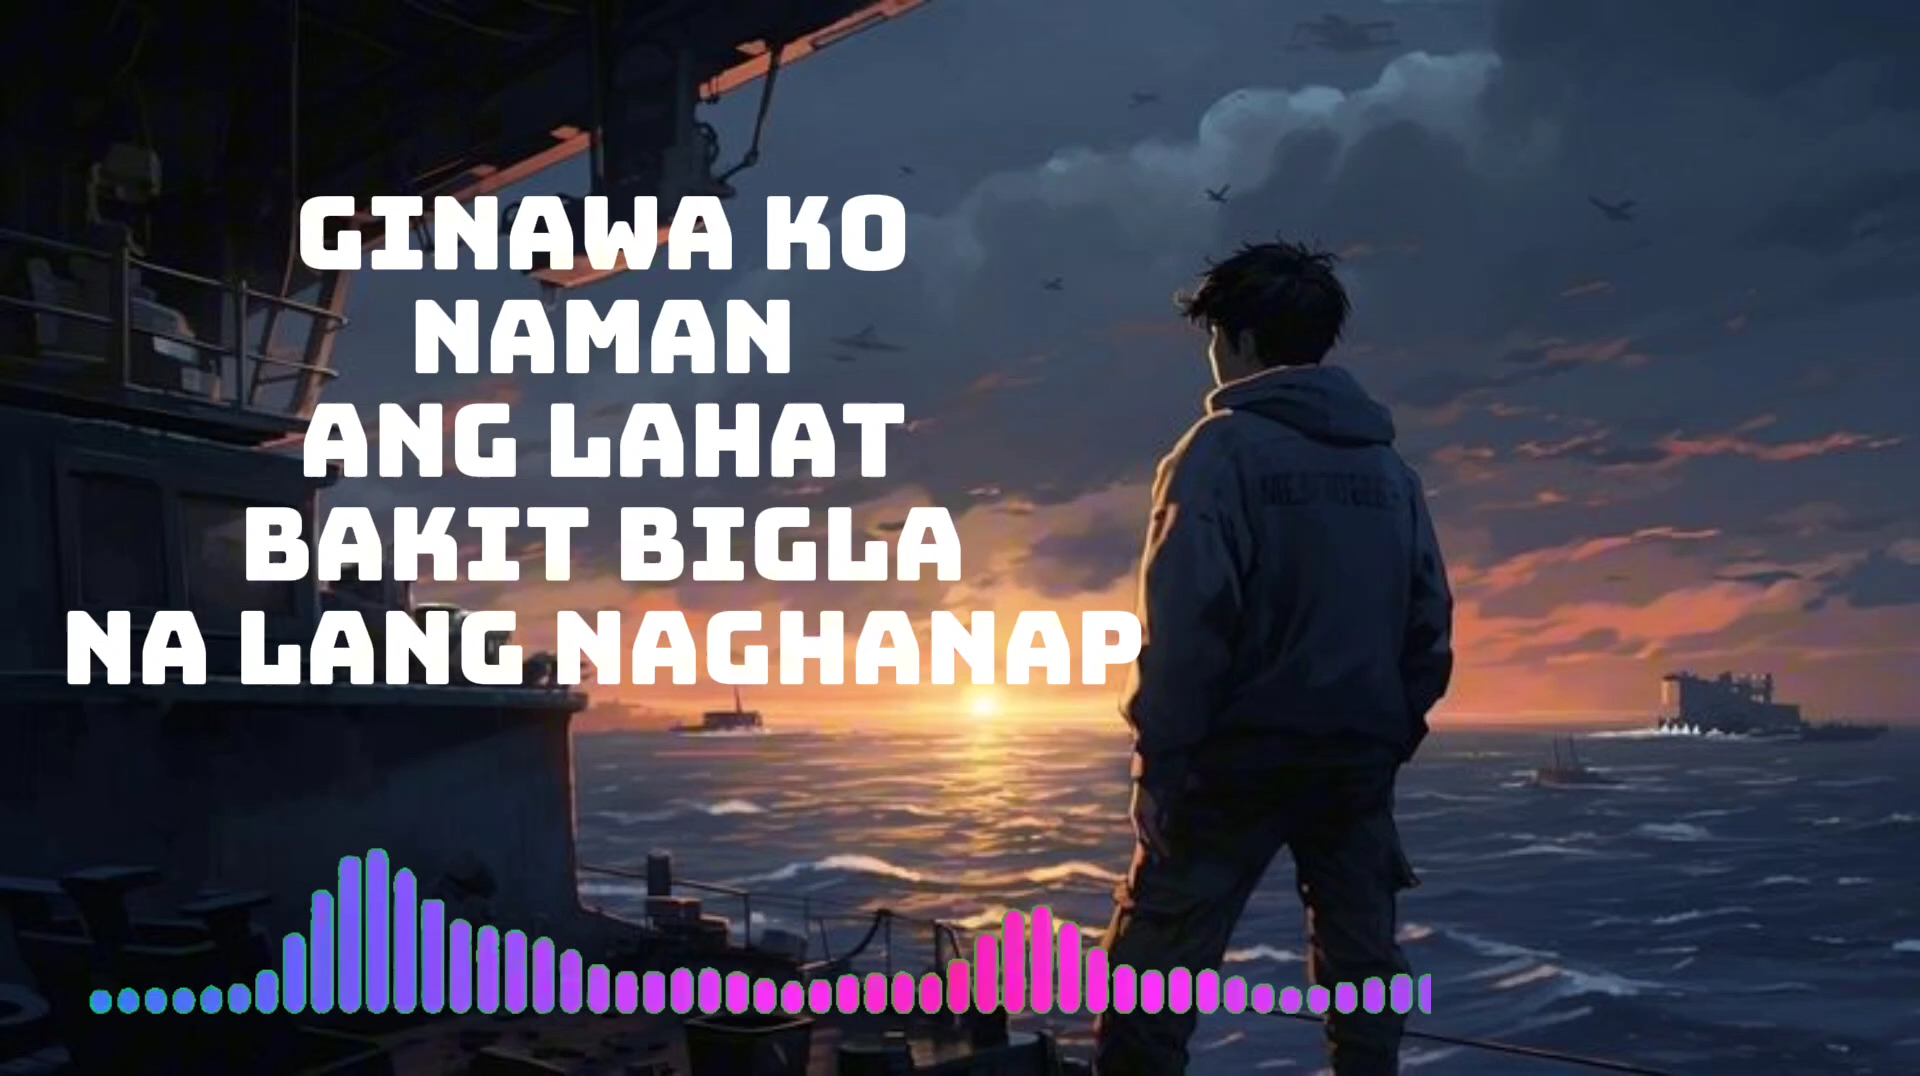 GINAWA KO
NAMAN
ANG LAHAT
BAKIT BIGLA
NA LANG NAGHANAP